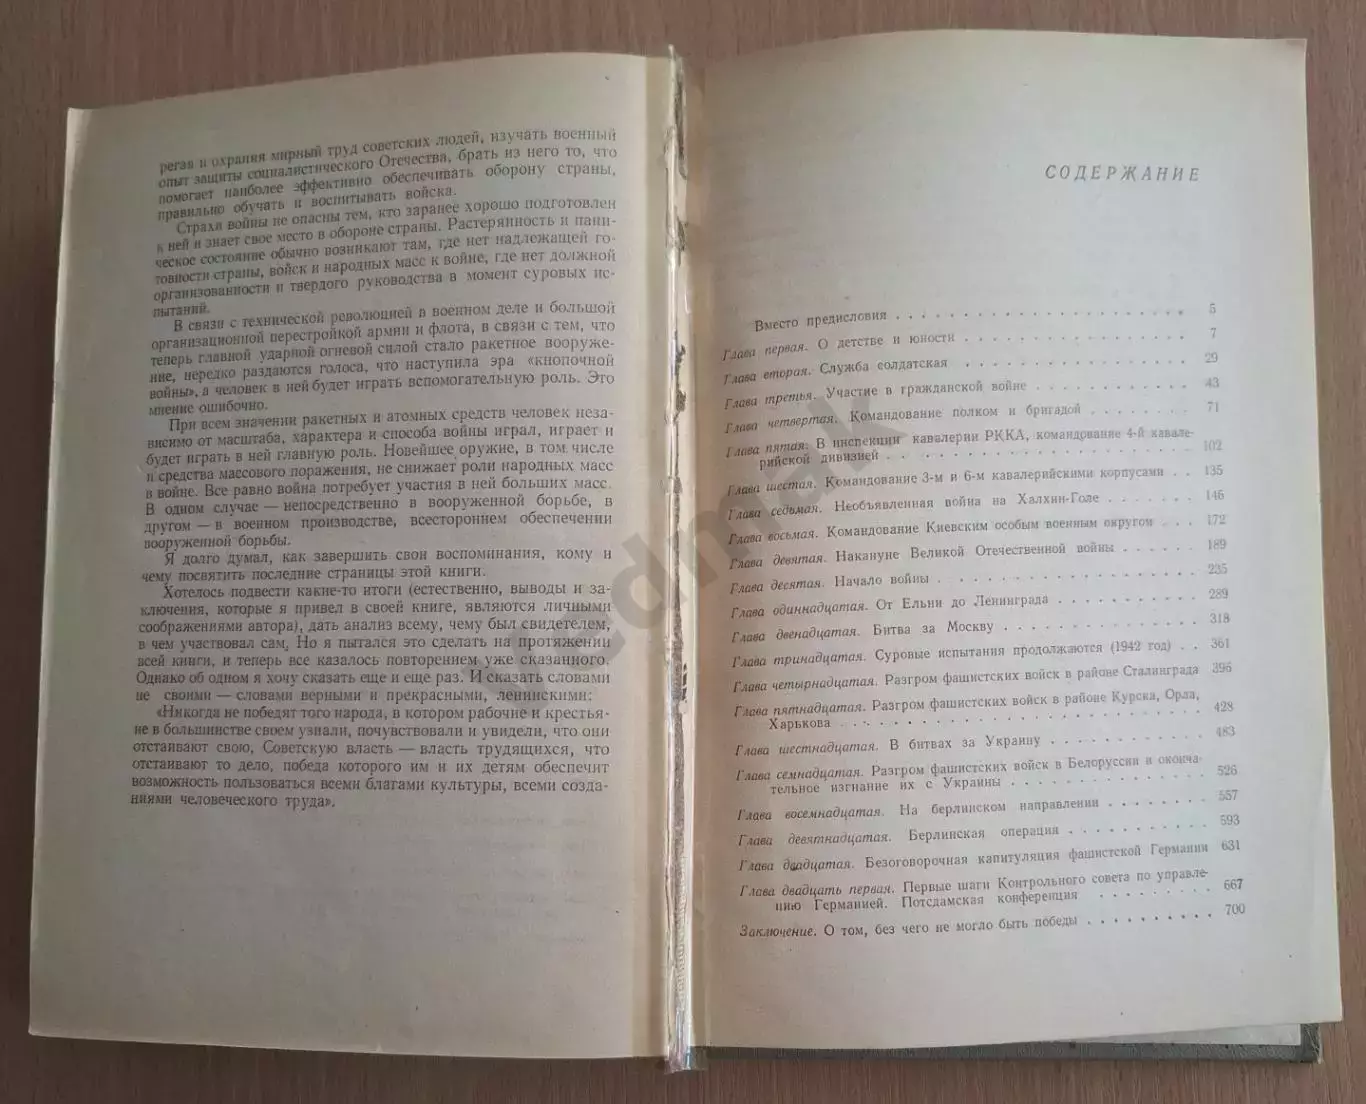 регая и охраняя мирный труд советских людей, изучать военный
опыт защиты социалистического Отечества, брать из него то, что
помогает наиболее эффективно обеспечивать оборону страны,
правильно обучать и воспитывать войска.
Страхи войны не опасны тем, кто заранее хорошо подготовлен
к ней и знает свое место в обороне страны. Растерянность и пани-
ческое состояние обычно возникают там, где нет надлежащей го-
товности страны, войск и народных масс к войне, где нет должной
организованности и твердого руководства в момент суровых ис-
пытаний.
В связи с технической революцией в военном деле и большой
организационной перестройкой армии и флота, в связи с тем, что
теперь главной ударной огневой силой стало ракетное вооруже-
ние, нередко раздаются голоса, что наступила эра «кнопочной
войны», а человек в ней будет играть вспомогательную роль. Это
мнение ошибочно.
При всем значении ракетных и атомных средств человек неза-
висимо от масштаба, характера и способа войны играл, играет и
будет играть в ней главную роль. Новейшее оружие, в том числе
и средства массового поражения, не снижает роли народных масс
в войне. Все равно война потребует участия в ней больших масс.
В одном случае — непосредственно в вооруженной борьбе, в
другом — в военном производстве, всестороннем обеспечении
вооруженной борьбы.
Я долго думал, как завершить свои воспоминания, кому и
чему посвятить последние страницы этой книги.
Хотелось подвести какие-то итоги (естественно, выводы и за-
ключения, которые я привел в своей книге, являются личными
соображениями автора), дать анализ всему, чему был свидетелем,
в чем участвовал сам. Но я пытался это сделать на протяжении
всей книги, и теперь все казалось повторением уже сказанного.
Однако об одном я хочу сказать еще и еще раз. И сказать словами
не своими — словами верными и прекрасными, ленинскими:
«Никогда не победят того народа, в котором рабочие и крестья-
не в большинстве своем узнали, почувствовали и увидели, что они
отстаивают свою, Советскую власть — власть трудящихся, что
отстаивают то дело, победа которого им и их детям обеспечит
возможность пользоваться всеми благами культуры, всеми созда-
ниями человеческого труда».
СОДЕРЖАНИЕ
Вместо предисловия . . . . . . . . . . 5
Глава первая. О детстве и юности . . . . . . . . . . 7
Глава вторая. Служба солдатская . . . . . . . . . . 29
Глава третья. Участие в гражданской войне . . . . . . . . 43
Глава четвертая. Командование полком и бригадой . . . . . . 71
Глава пятая. В инспекции кавалерии РККА, командование 4-й кавале-
рийской дивизией . . . . . . . . . . 102
Глава шестая. Командование 3-м и 6-м кавалерийскими корпусами . . 135
Глава седьмая. Необъявленная война на Халхин-Голе . . . . . . 146
Глава восьмая. Командование Киевским особым военным округом . . . 172
Глава девятая. Накануне Великой Отечественной войны . . . . . 189
Глава десятая. Начало войны . . . . . . . . . . 235
Глава одиннадцатая. От Ельни до Ленинграда . . . . . . . . 289
Глава двенадцатая. Битва за Москву . . . . . . . . . . 318
Глава тринадцатая. Суровые испытания продолжаются (1942 год) . . 361
Глава четырнадцатая. Разгром фашистских войск в районе Сталинграда 396
Глава пятнадцатая. Разгром фашистских войск в районе Курска, Орла,
Харькова . . . . . . . . . . 428
Глава шестнадцатая. В битвах за Украину . . . . . . . . 483
Глава семнадцатая. Разгром фашистских войск в Белоруссии и оконча-
тельное изгнание их с Украины . . . . . . . . 526
Глава восемнадцатая. На берлинском направлении . . . . . . 557
Глава девятнадцатая. Берлинская операция . . . . . . . . 593
Глава двадцатая. Безоговорочная капитуляция фашистской Германии 631
Глава двадцать первая. Первые шаги Контрольного совета по управле-
нию Германией. Потсдамская конференция . . . . . . 667
Заключение. О том, без чего не могло быть победы . . . . . . 700